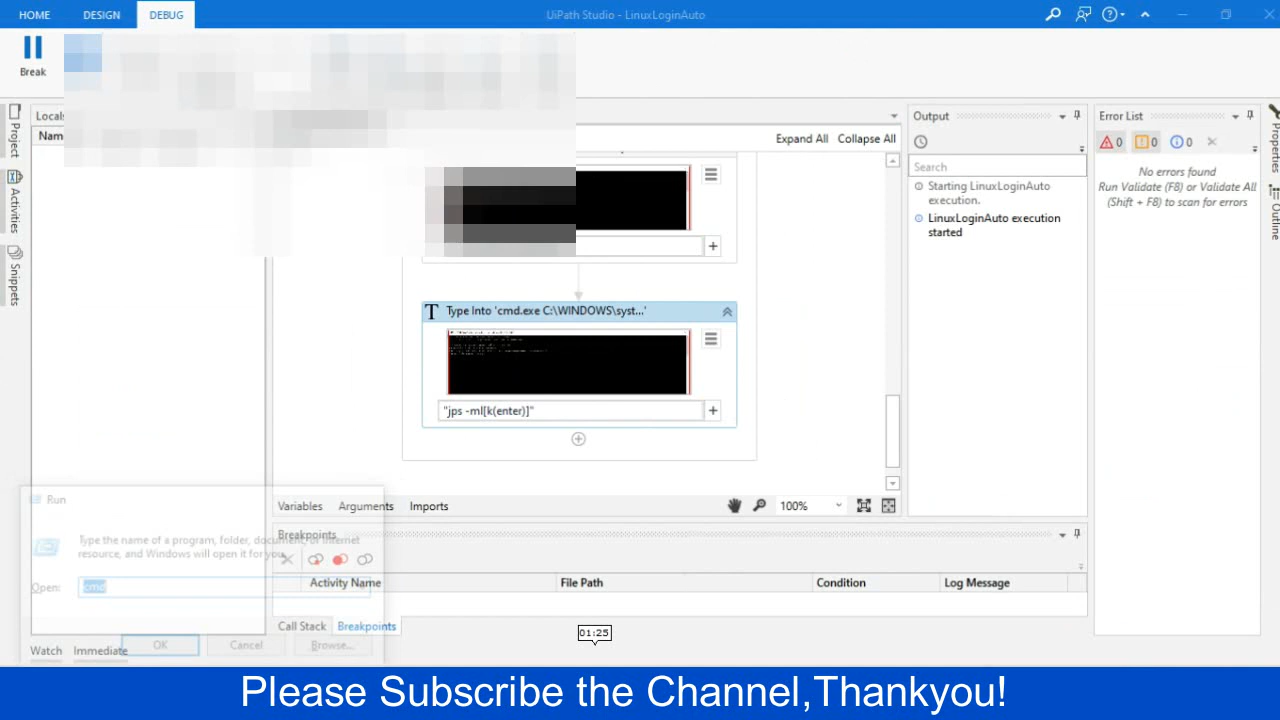 HOME DESIGN DEBUG UiPath Studio - LinuxLoginAuto
Break
Project
Activities
Snippets
Locals
Nam
Expand All Collapse All
Type Into 'cmd.exe C:\WINDOWS\syst...'
"jps -ml[k(enter)]"
Variables Arguments Imports 100%
Output
Search
Starting LinuxLoginAuto
execution.
LinuxLoginAuto execution
started
Error List
0 0 0
No errors found
Run Validate (F8) or Validate All
(Shift + F8) to scan for errors
Properties
Outline
Run
Type the name of a program, folder, document, or Internet
resource, and Windows will open it for you.
Open: cmd
OK Cancel Browse...
Breakpoints
Activity Name File Path Condition Log Message
Call Stack Breakpoints
Watch Immediate
01:25
Please Subscribe the Channel,Thankyou!